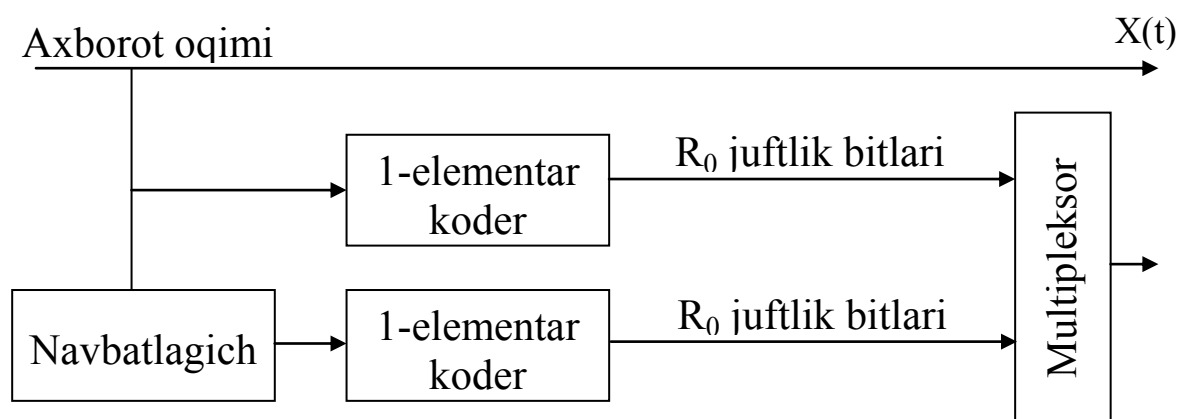 Axborot oqimi
X(t)
1-elementar
koder
R₀ juftlik bitlari
Navbatlagich
1-elementar
koder
R₀ juftlik bitlari
Multipleksor